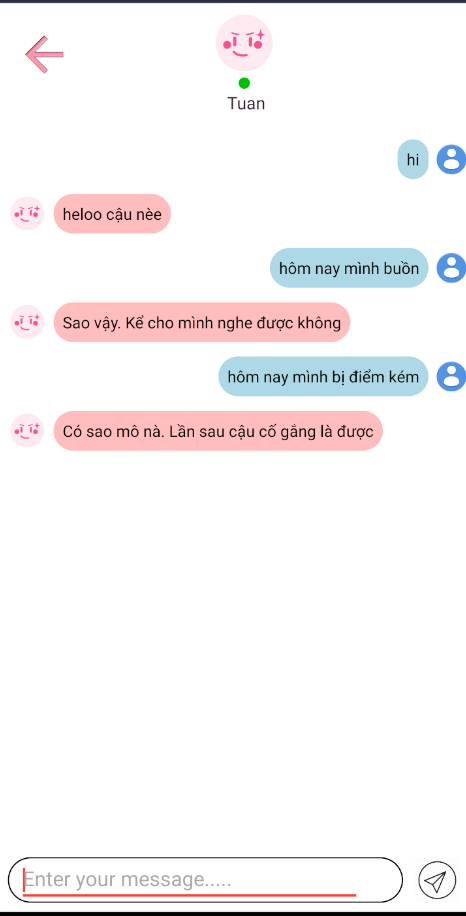 Tuan
hi
heloo cậu nèe
hôm nay mình buồn
Sao vậy. Kể cho mình nghe được không
hôm nay mình bị điểm kém
Có sao mô nà. Lần sau cậu cố gắng là được
Enter your message.....